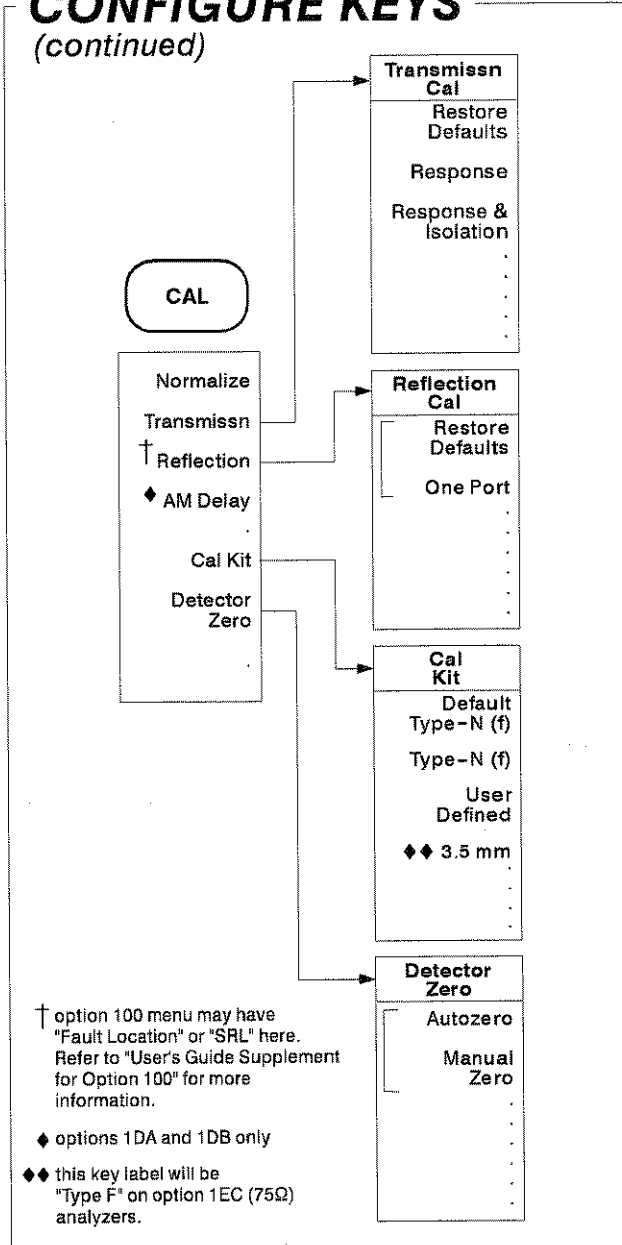 CONFIGURE KEYS
(continued)
CAL
Normalize
Transmissn
† Reflection
♦ AM Delay
.
Cal Kit
Detector
Zero
.
Transmissn
Cal
Restore
Defaults
Response
Response &
Isolation
.
.
.
.
.
Reflection
Cal
Restore
Defaults
One Port
.
.
.
.
.
.
Cal
Kit
Default
Type-N (f)
Type-N (f)
User
Defined
♦♦ 3.5 mm
.
.
.
.
Detector
Zero
Autozero
Manual
Zero
.
.
.
.
.
.
† option 100 menu may have
"Fault Location" or "SRL" here.
Refer to "User's Guide Supplement
for Option 100" for more
information.
♦ options 1DA and 1DB only
♦♦ this key label will be
"Type F" on option 1EC (75Ω)
analyzers.